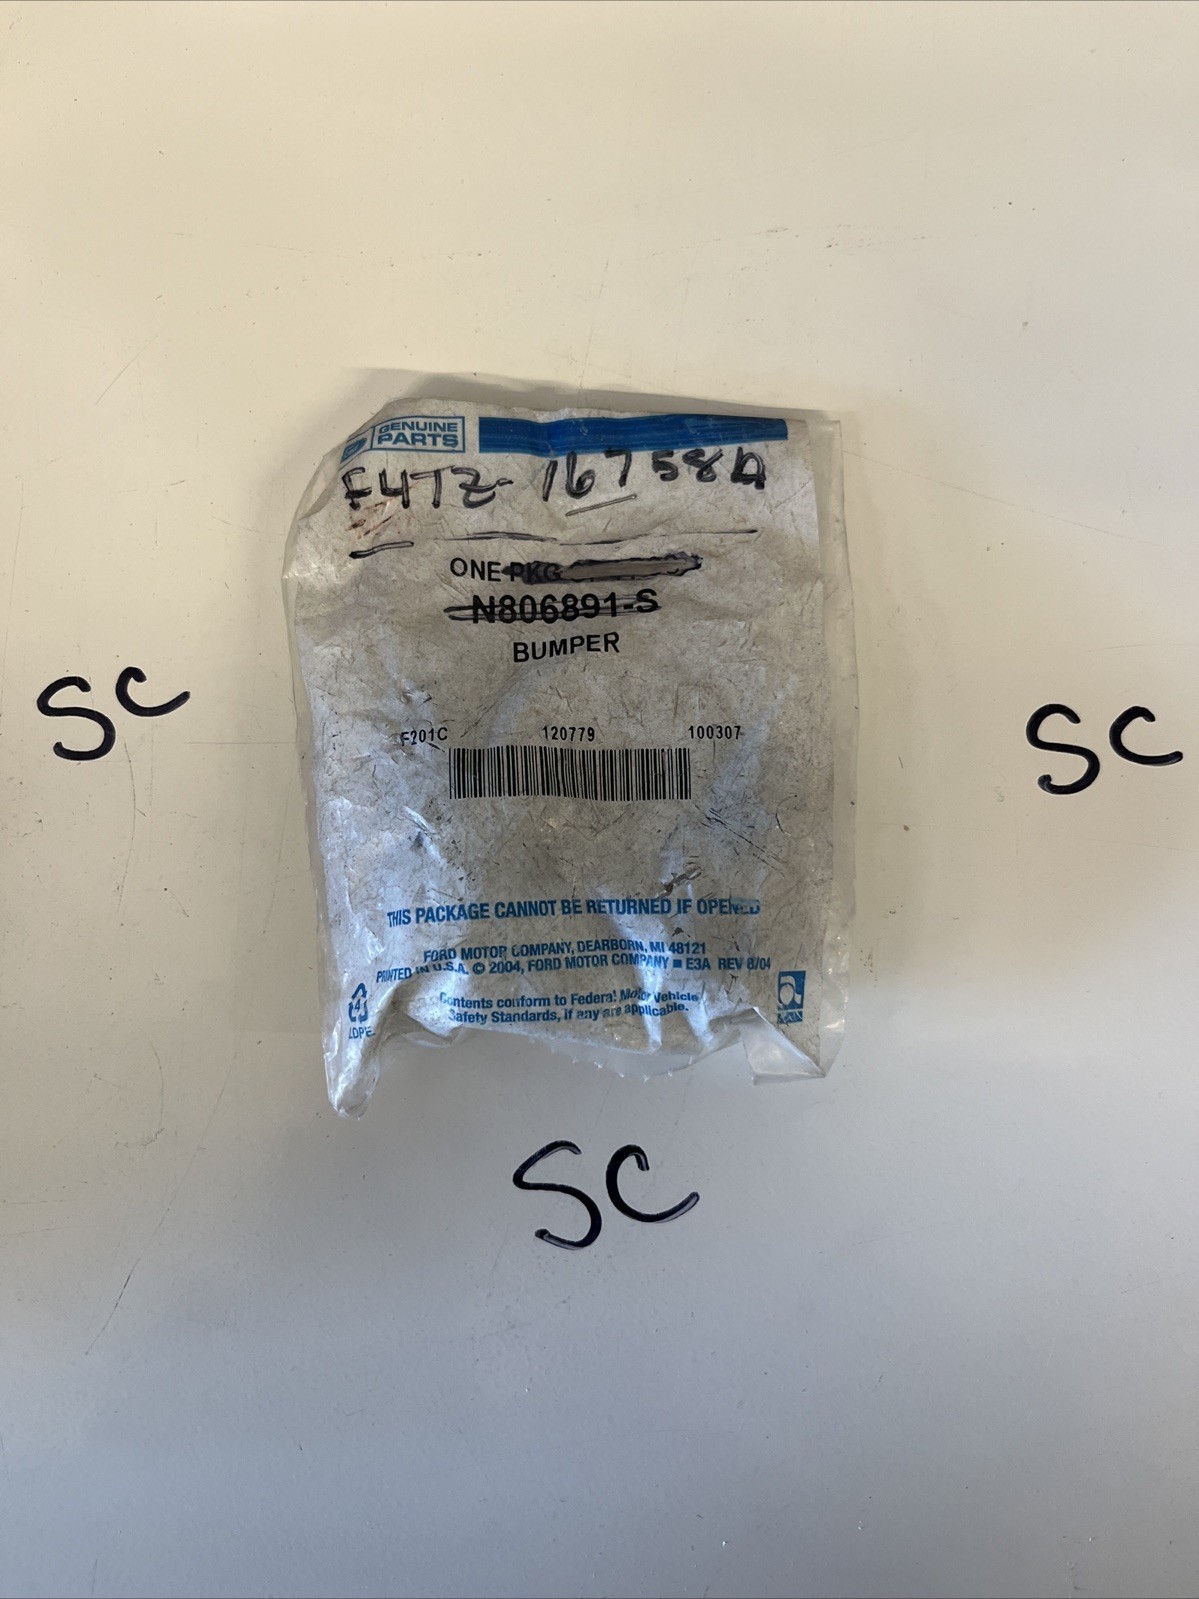 GENUINE
PARTS
F4TZ-16758A
ONE PKG
N806891-S
BUMPER
F201C 120779 100307
SC
SC
THIS PACKAGE CANNOT BE RETURNED IF OPENED
FORD MOTOR COMPANY, DEARBORN, MI 48121
PRINTED IN U.S.A. © 2004, FORD MOTOR COMPANY ■ E3A REV 8/04
Contents conform to Federal Motor Vehicle
Safety Standards, if any are applicable.
4
LDPE
SC